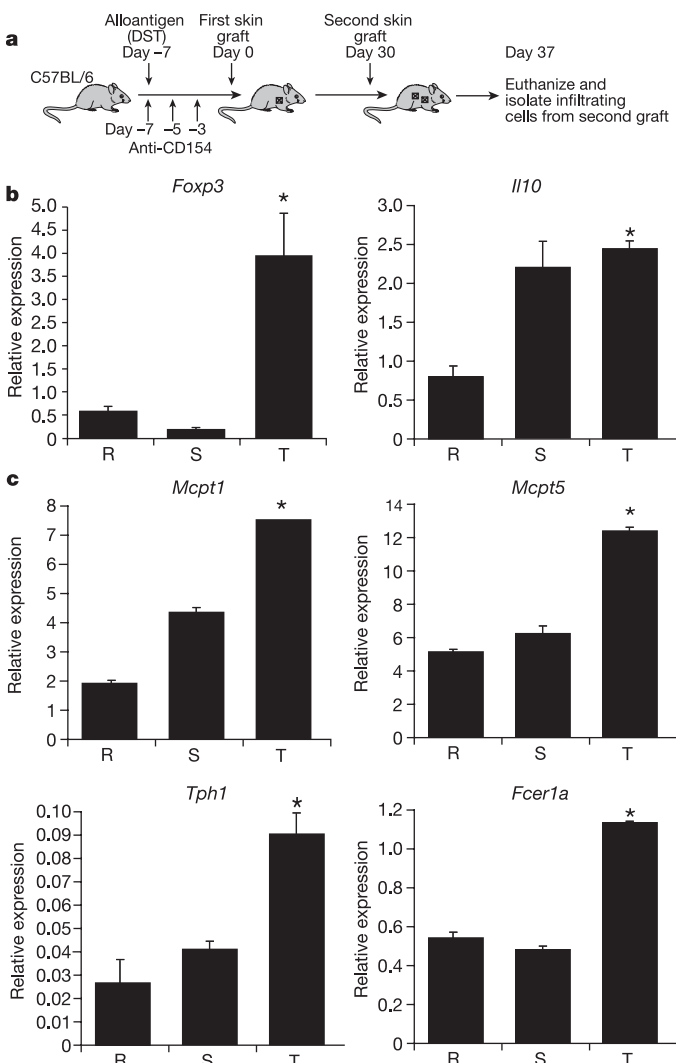 a
Alloantigen
(DST)
Day –7
First skin
graft
Day 0
Second skin
graft
Day 30
Day 37
C57BL/6
Euthanize and
isolate infiltrating
cells from second graft
Day –7 –5 –3
Anti-CD154
b
Foxp3
Relative expression
5.0
4.5
4.0
3.5
3.0
2.5
2.0
1.5
1.0
0.5
0
*
R S T
Il10
Relative expression
3.0
2.5
2.0
1.0
0.5
0
*
R S T
c
Mcpt1
Relative expression
8
7
6
5
4
3
2
1
0
*
R S T
Mcpt5
Relative expression
14
12
10
8
6
4
2
0
*
R S T
Tph1
Relative expression
0.10
0.09
0.08
0.07
0.06
0.05
0.04
0.03
0.02
0.01
0
*
R S T
Fcer1a
Relative expression
1.2
1.0
0.8
0.6
0.4
0.2
0
*
R S T